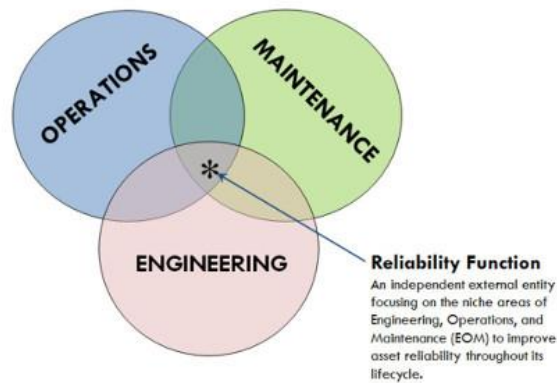 OPERATIONS
MAINTENANCE
*
ENGINEERING
Reliability Function
An independent external entity
focusing on the niche areas of
Engineering, Operations, and
Maintenance (EOM) to improve
asset reliability throughout its
lifecycle.